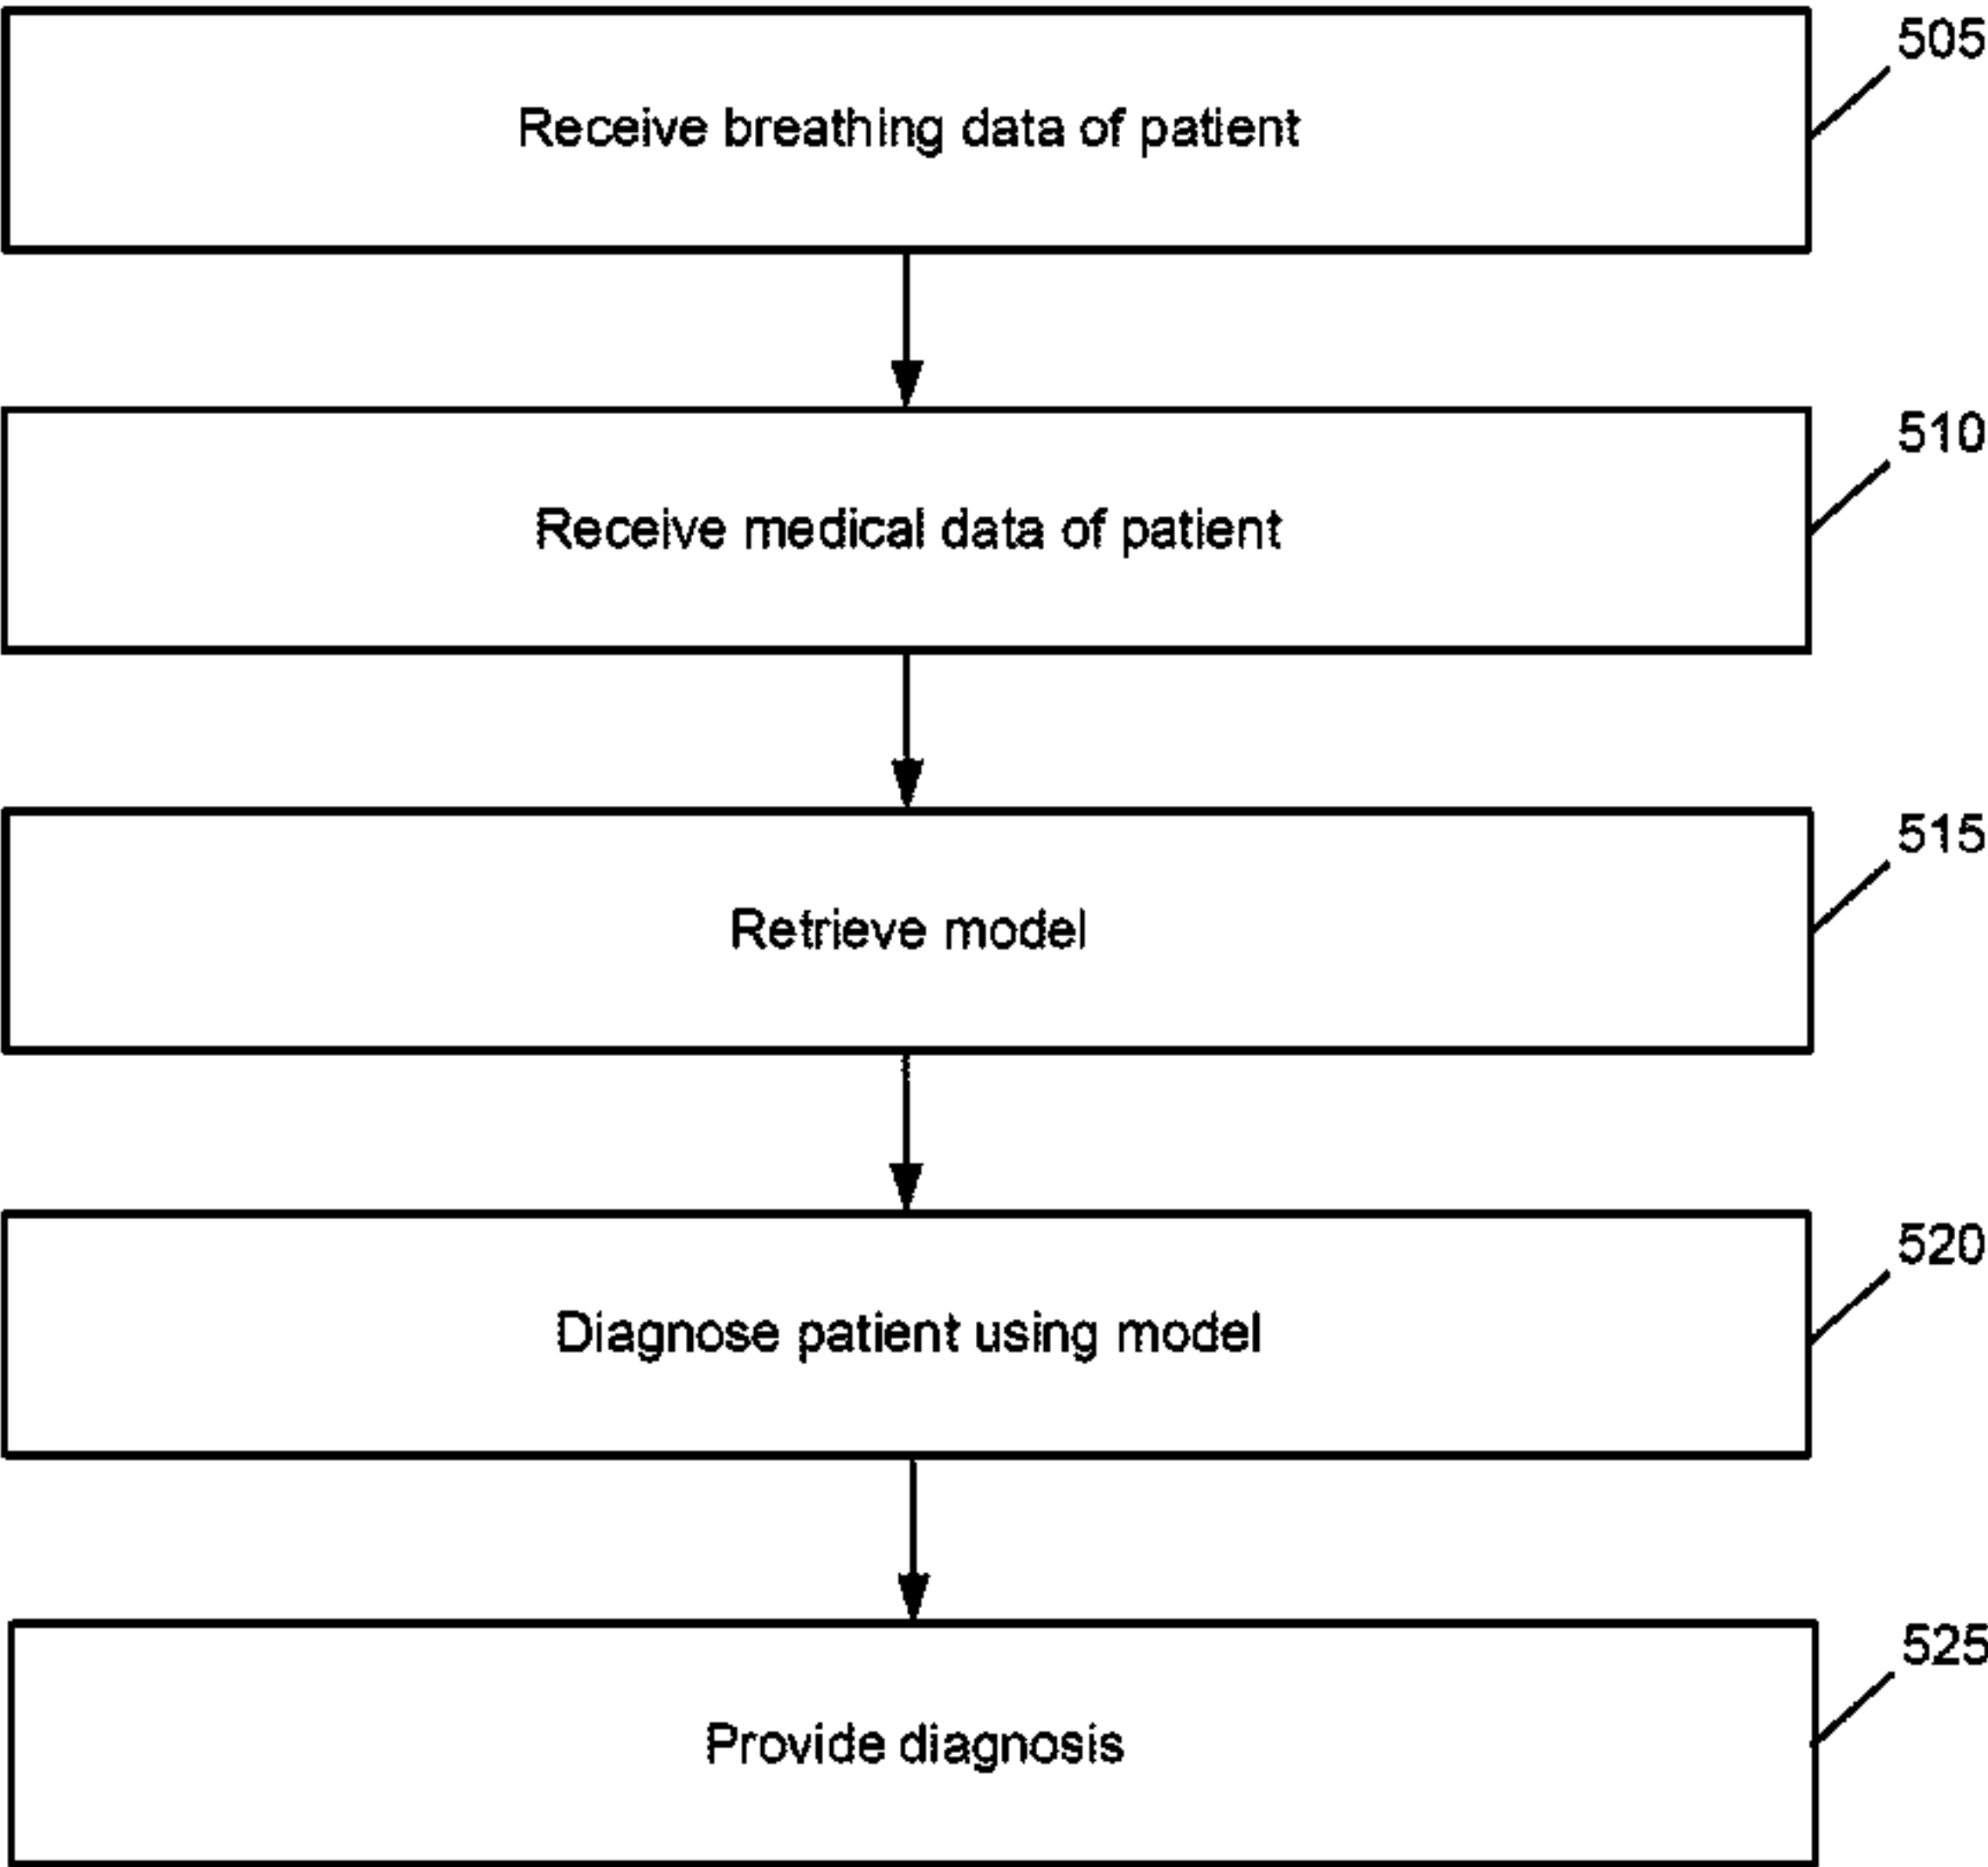 505
Receive breathing data of patient
510
Receive medical data of patient
515
Retrieve model
520
Diagnose patient using model
525
Provide diagnosis